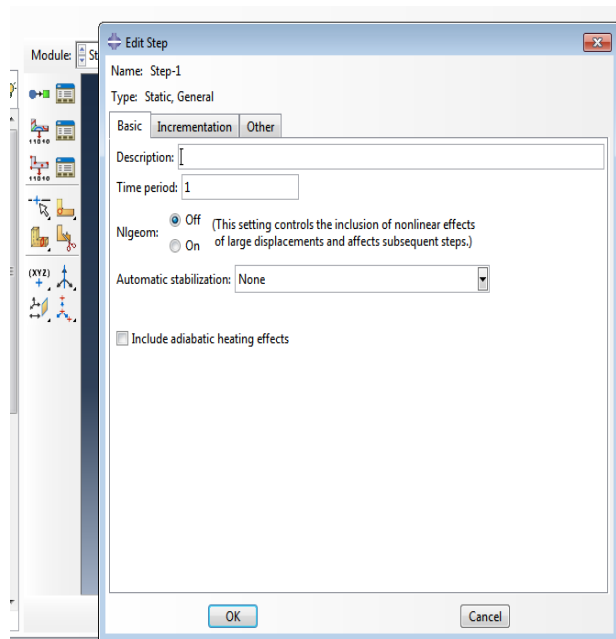 Edit Step
Module:
St
Name: Step-1
Type: Static, General
Basic Incrementation Other
Description:
Time period: 1
Nlgeom: Off (This setting controls the inclusion of nonlinear effects
On of large displacements and affects subsequent steps.)
Automatic stabilization: None
Include adiabatic heating effects
(XYZ)
OK Cancel